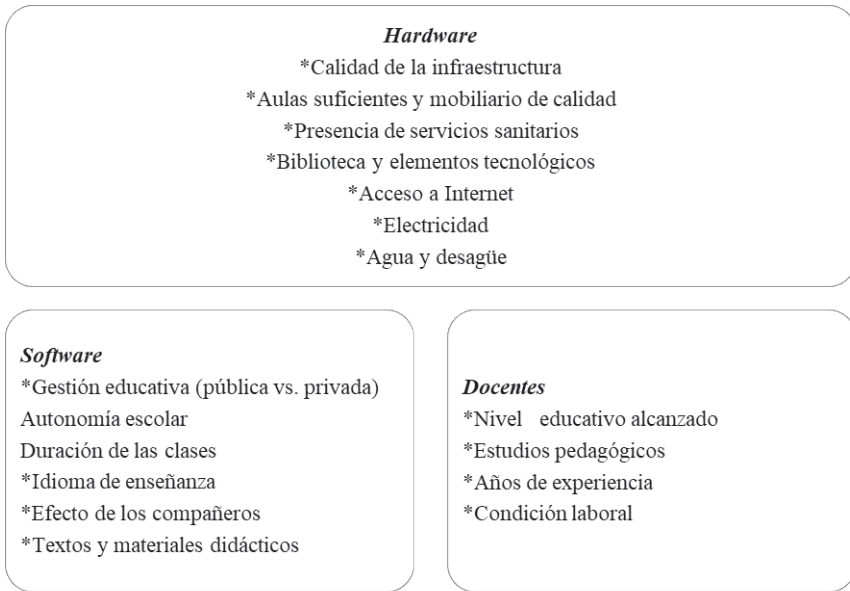 Hardware
*Calidad de la infraestructura
*Aulas suficientes y mobiliario de calidad
*Presencia de servicios sanitarios
*Biblioteca y elementos tecnológicos
*Acceso a Internet
*Electricidad
*Agua y desagüe
Software
*Gestión educativa (pública vs. privada)
Autonomía escolar
Duración de las clases
*Idioma de enseñanza
*Efecto de los compañeros
*Textos y materiales didácticos
Docentes
*Nivel educativo alcanzado
*Estudios pedagógicos
*Años de experiencia
*Condición laboral